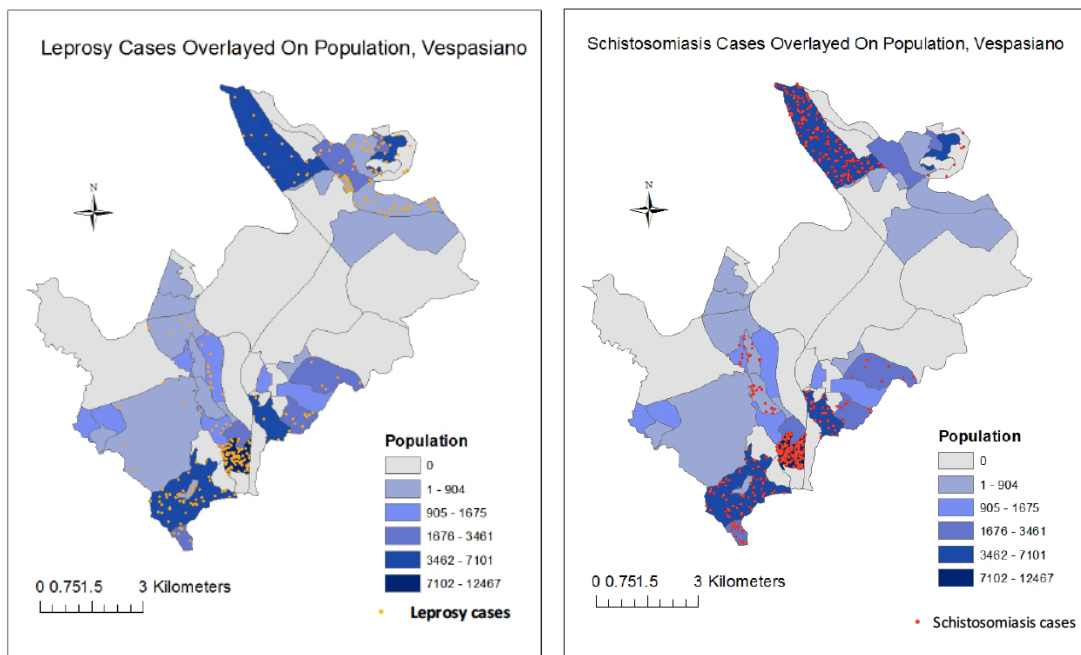 Leprosy Cases Overlayed On Population, Vespasiano
N
Population
0
1 - 904
905 - 1675
1676 - 3461
3462 - 7101
7102 - 12467
Leprosy cases
0 0.751.5 3 Kilometers
Schistosomiasis Cases Overlayed On Population, Vespasiano
N
Population
0
1 - 904
905 - 1675
1676 - 3461
3462 - 7101
7102 - 12467
Schistosomiasis cases
0 0.751.5 3 Kilometers